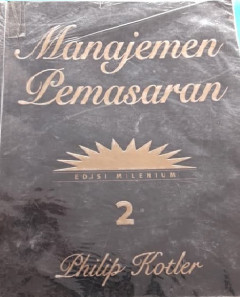 Manajemen
Pemasaran
EDISI MILENIUM
2
Philip Kotler